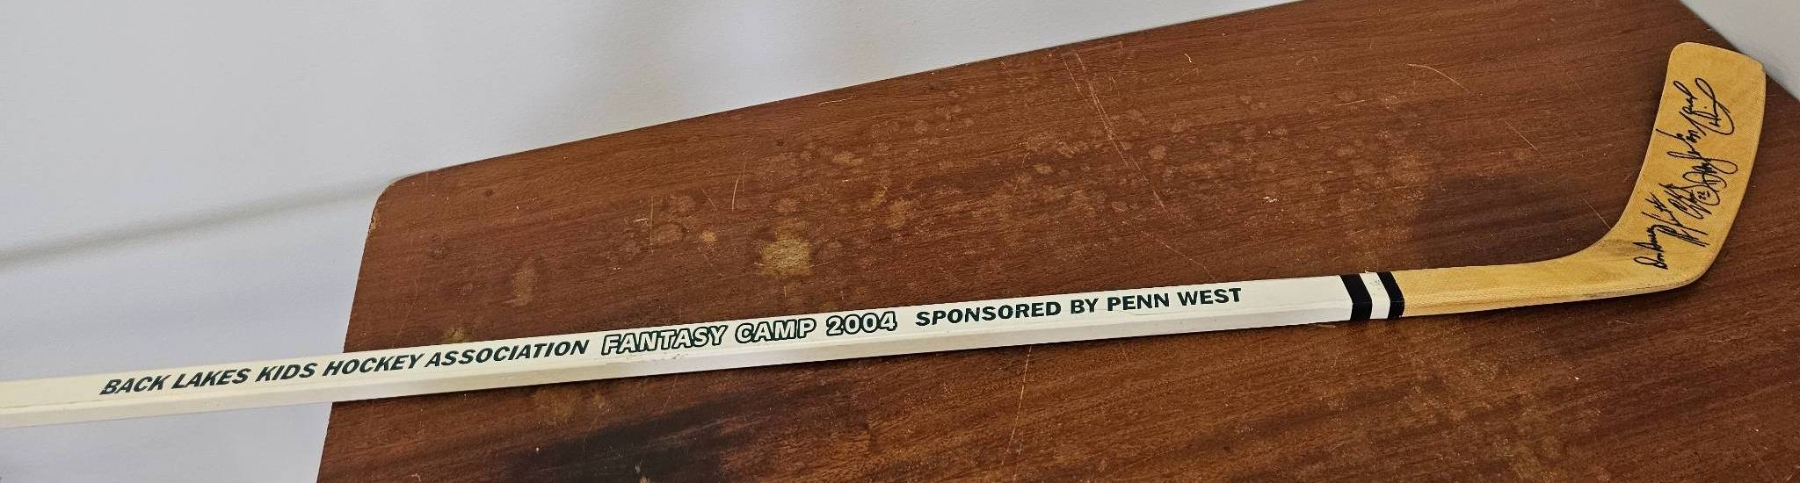 BACK LAKES KIDS HOCKEY ASSOCIATION FANTASY CAMP 2004 SPONSORED BY PENN WEST